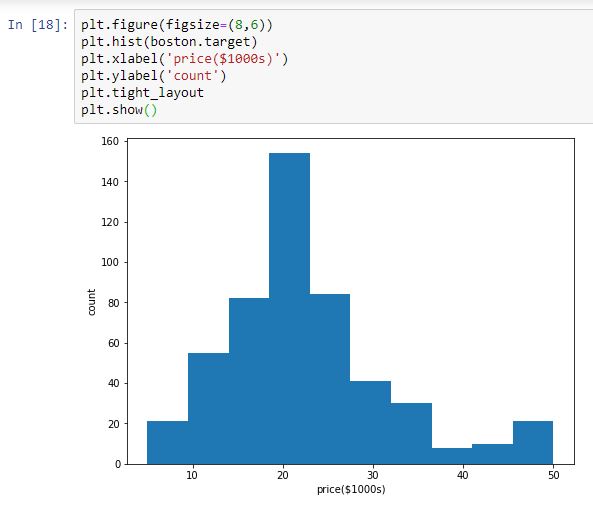 In [18]: plt.figure(figsize=(8,6))
plt.hist(boston.target)
plt.xlabel('price($1000s)')
plt.ylabel('count')
plt.tight_layout
plt.show()
160
140
120
100
80
60
40
20
0
count
10 20 30 40 50
price($1000s)